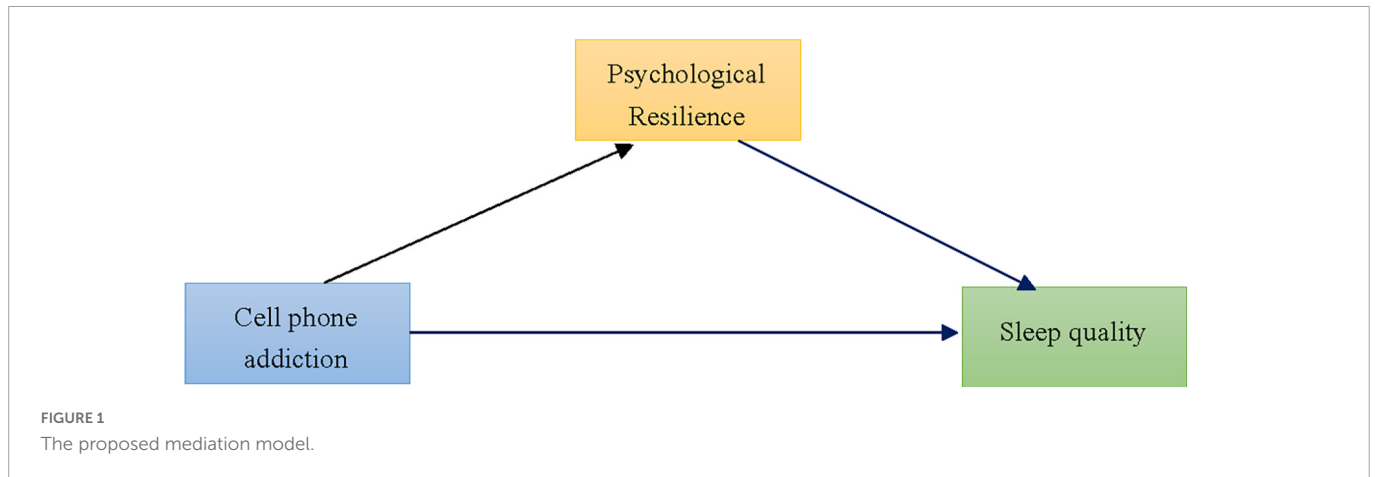 Psychological
Resilience
Cell phone
addiction
Sleep quality
FIGURE 1
The proposed mediation model.